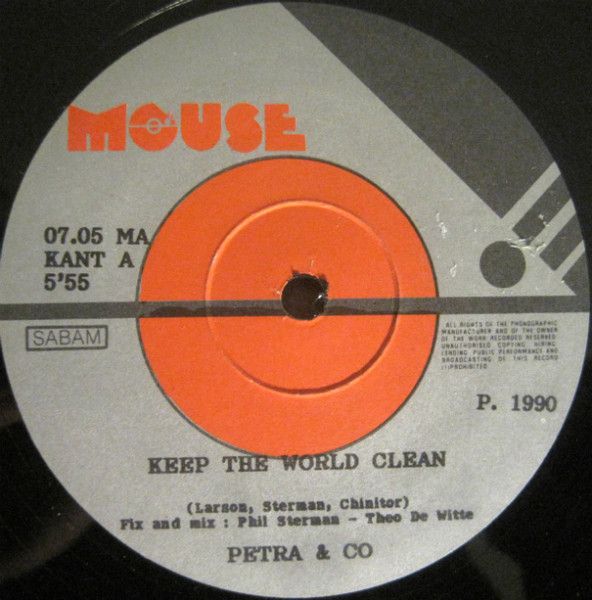 MOUSE
07.05 MA
KANT A
5'55
SABAM
ALL RIGHTS OF THE PHONOGRAPHIC
MANUFACTURER AND OF THE OWNER
OF THE WORK RECORDED RESERVED
UNAUTHORISED COPYING HIRING
LENDING PUBLIC PERFORMANCE AND
BROADCASTING OF THIS RECORD
PROHIBITED
P. 1990
KEEP THE WORLD CLEAN
(Larson, Sterman, Chinitor)
Fix and mix : Phil Sterman - Theo De Witte
PETRA & CO